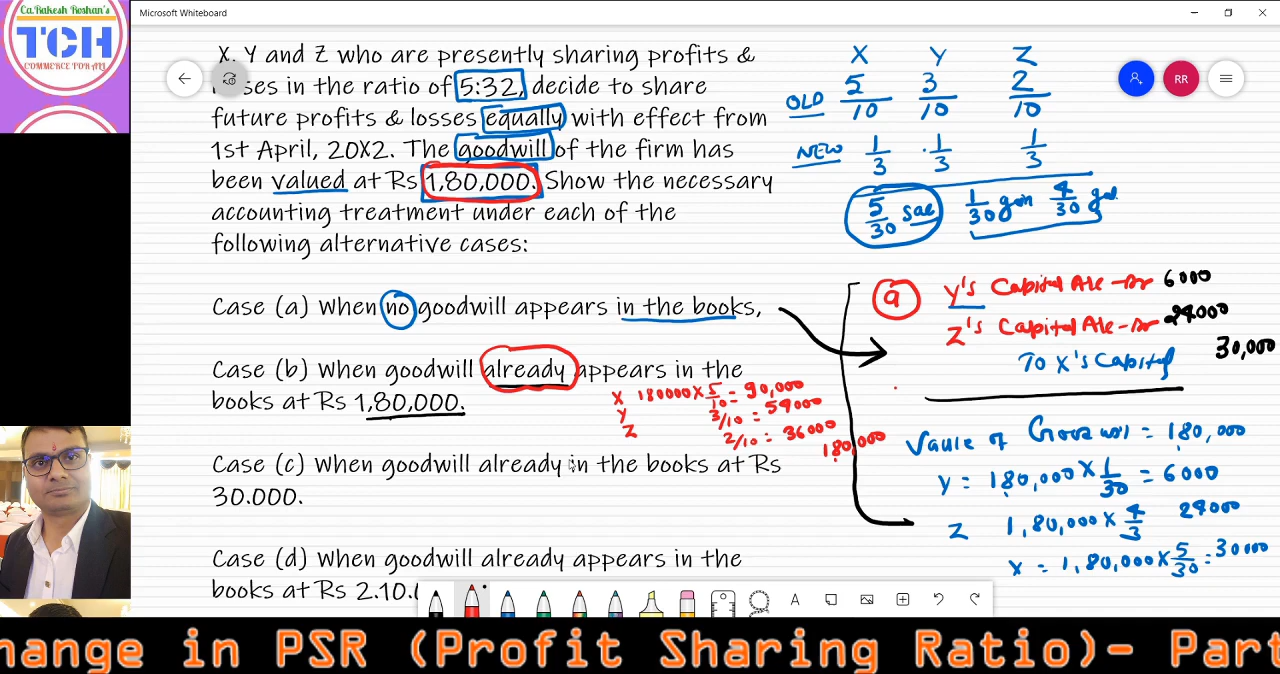 Ca.Rakesh Roshan's
TCH
COMMERCE FOR ALL
Microsoft Whiteboard
RR
X. Y and Z who are presently sharing profits &
losses in the ratio of 5:32, decide to share
future profits & losses equally with effect from
1st April, 20X2. The goodwill of the firm has
been valued at Rs 1,80,000. Show the necessary
accounting treatment under each of the
following alternative cases:
Case (a) When no goodwill appears in the books,
Case (b) When goodwill already appears in the
books at Rs 1,80,000.
X 180000 X 5/10 = 90,000
Y 3/10 = 54000
Z 2/10 = 36000
180,000
Case (c) When goodwill already in the books at Rs
30.000.
Case (d) When goodwill already appears in the
books at Rs 2.10.
X Y Z
OLD 5/10 3/10 2/10
NEW 1/3 1/3 1/3
5/30 sac 1/30 gain 4/30
a Y's Capital A/c - Dr 6000
Z's Capital A/c - Dr 24000
To X's Capital 30,000
Value of Goodwill = 180,000
Y = 180,000 X 1/30 = 6000
Z 1,80,000 X 4/3 24000
X = 1,80,000 X 5/30 = 30000
A
hange in PSR (Profit Sharing Ratio)- Part